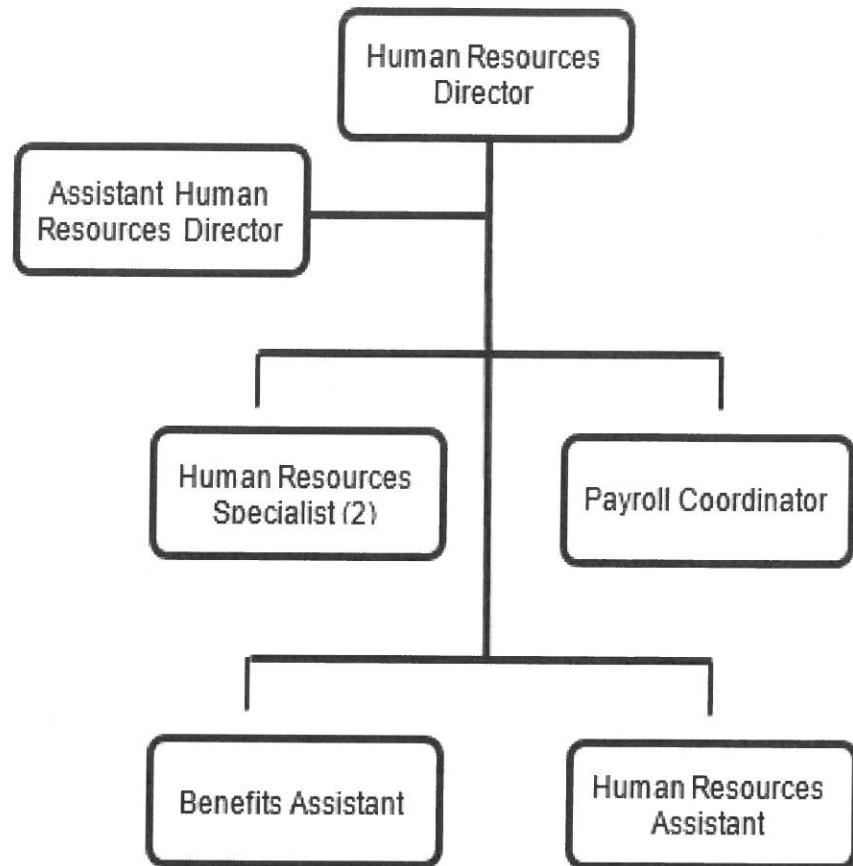 Human Resources
Director
Assistant Human
Resources Director
Human Resources
Specialist (2)
Payroll Coordinator
Benefits Assistant
Human Resources
Assistant